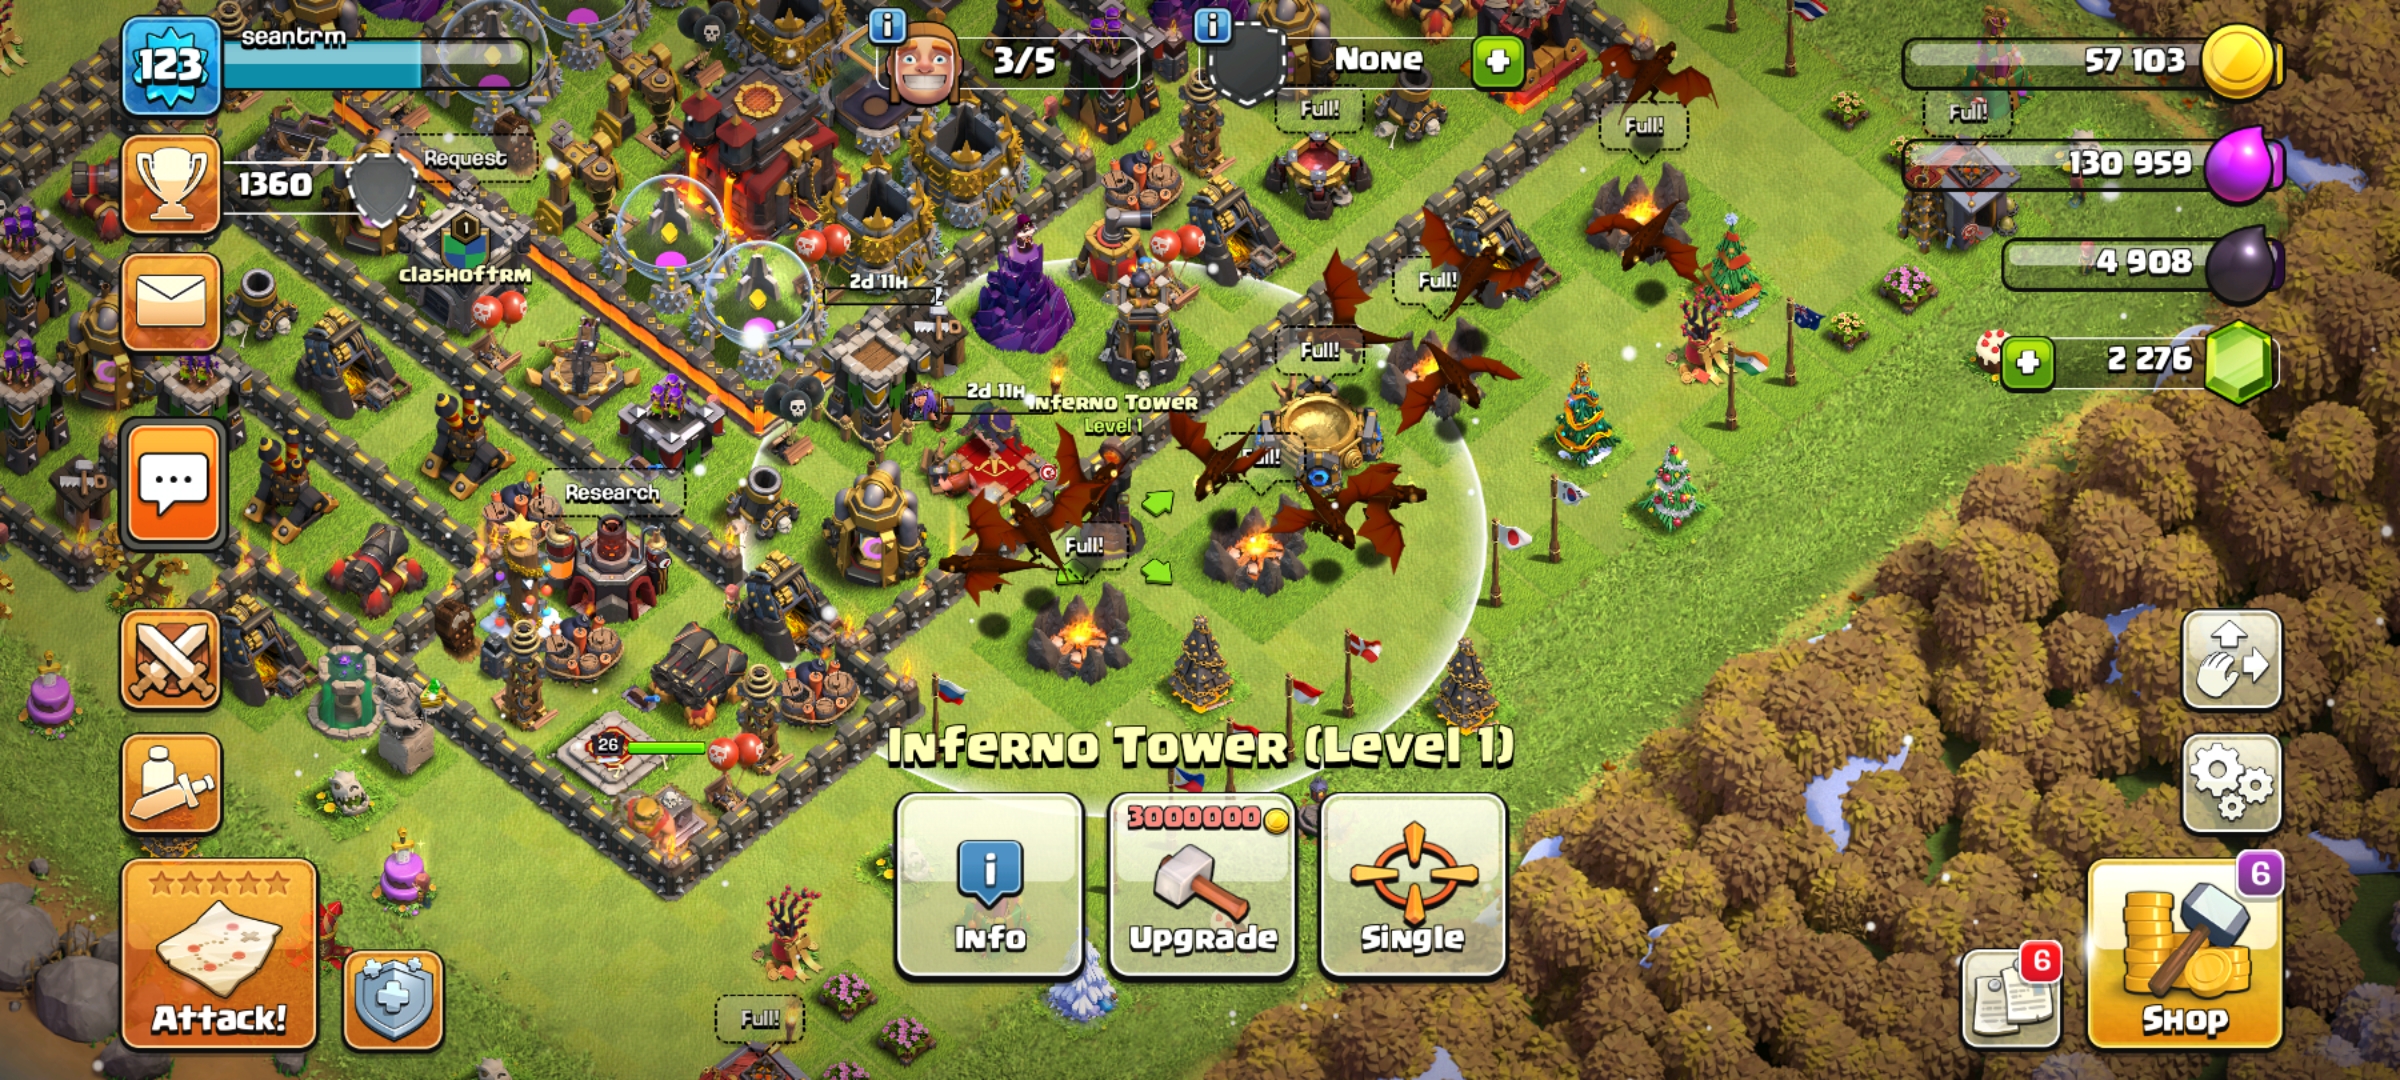 123
seantrm
3/5
None
57 103
Full!
Full!
Full!
Request
1360
130 959
clashofTRM
1
4 908
2d 11H
Full!
Full!
2 276
2d 11H
Inferno Tower
Level 1
Research
Full!
26
Inferno Tower (Level 1)
3000000
Info
Upgrade
Single
6
6
Attack!
Full!
Shop